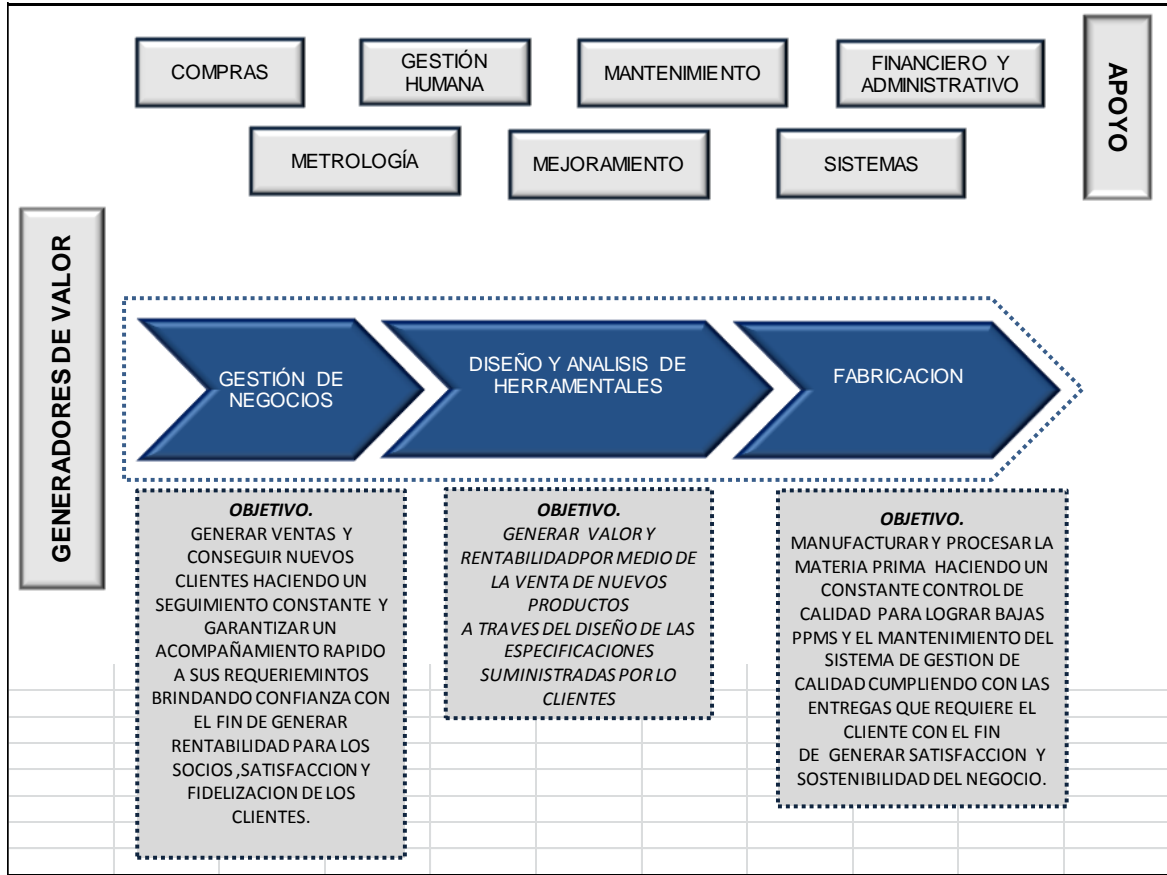 COMPRAS
GESTIÓN
HUMANA
MANTENIMIENTO
FINANCIERO Y
ADMINISTRATIVO
APOYO
METROLOGÍA
MEJORAMIENTO
SISTEMAS
GENERADORES DE VALOR
GESTIÓN DE
NEGOCIOS
DISEÑO Y ANALISIS DE
HERRAMENTALES
FABRICACION
OBJETIVO.
GENERAR VENTAS Y
CONSEGUIR NUEVOS
CLIENTES HACIENDO UN
SEGUIMIENTO CONSTANTE Y
GARANTIZAR UN
ACOMPAÑAMIENTO RAPIDO
A SUS REQUERIEMINTOS
BRINDANDO CONFIANZA CON
EL FIN DE GENERAR
RENTABILIDAD PARA LOS
SOCIOS ,SATISFACCION Y
FIDELIZACION DE LOS
CLIENTES.
OBJETIVO.
GENERAR VALOR Y
RENTABILIDADPOR MEDIO DE
LA VENTA DE NUEVOS
PRODUCTOS
A TRAVES DEL DISEÑO DE LAS
ESPECIFICACIONES
SUMINISTRADAS POR LO
CLIENTES
OBJETIVO.
MANUFACTURAR Y PROCESAR LA
MATERIA PRIMA HACIENDO UN
CONSTANTE CONTROL DE
CALIDAD PARA LOGRAR BAJAS
PPMS Y EL MANTENIMIENTO DEL
SISTEMA DE GESTION DE
CALIDAD CUMPLIENDO CON LAS
ENTREGAS QUE REQUIERE EL
CLIENTE CON EL FIN
DE GENERAR SATISFACCION Y
SOSTENIBILIDAD DEL NEGOCIO.